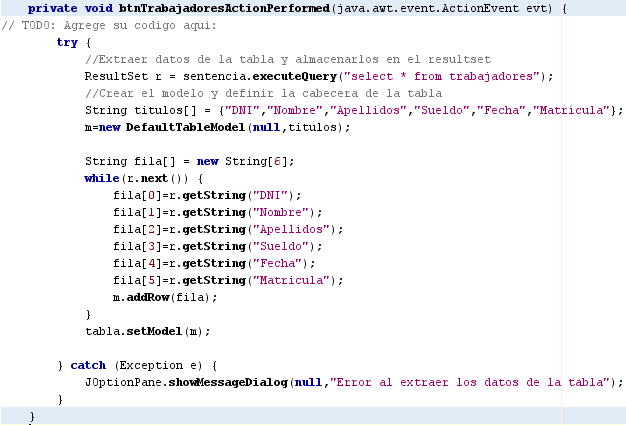 private void btnTrabajadoresActionPerformed(java.awt.event.ActionEvent evt) {
// TODO: Agrege su codigo aqui:
try {
//Extraer datos de la tabla y almacenarlos en el resultset
ResultSet r = sentencia.executeQuery("select * from trabajadores");
//Crear el modelo y definir la cabecera de la tabla
String titulos[] = {"DNI","Nombre","Apellidos","Sueldo","Fecha","Matricula"};
m=new DefaultTableModel(null,titulos);
String fila[] = new String[6];
while(r.next()) {
fila[0]=r.getString("DNI");
fila[1]=r.getString("Nombre");
fila[2]=r.getString("Apellidos");
fila[3]=r.getString("Sueldo");
fila[4]=r.getString("Fecha");
fila[5]=r.getString("Matricula");
m.addRow(fila);
}
tabla.setModel(m);
} catch (Exception e) {
JOptionPane.showMessageDialog(null,"Error al extraer los datos de la tabla");
}
}